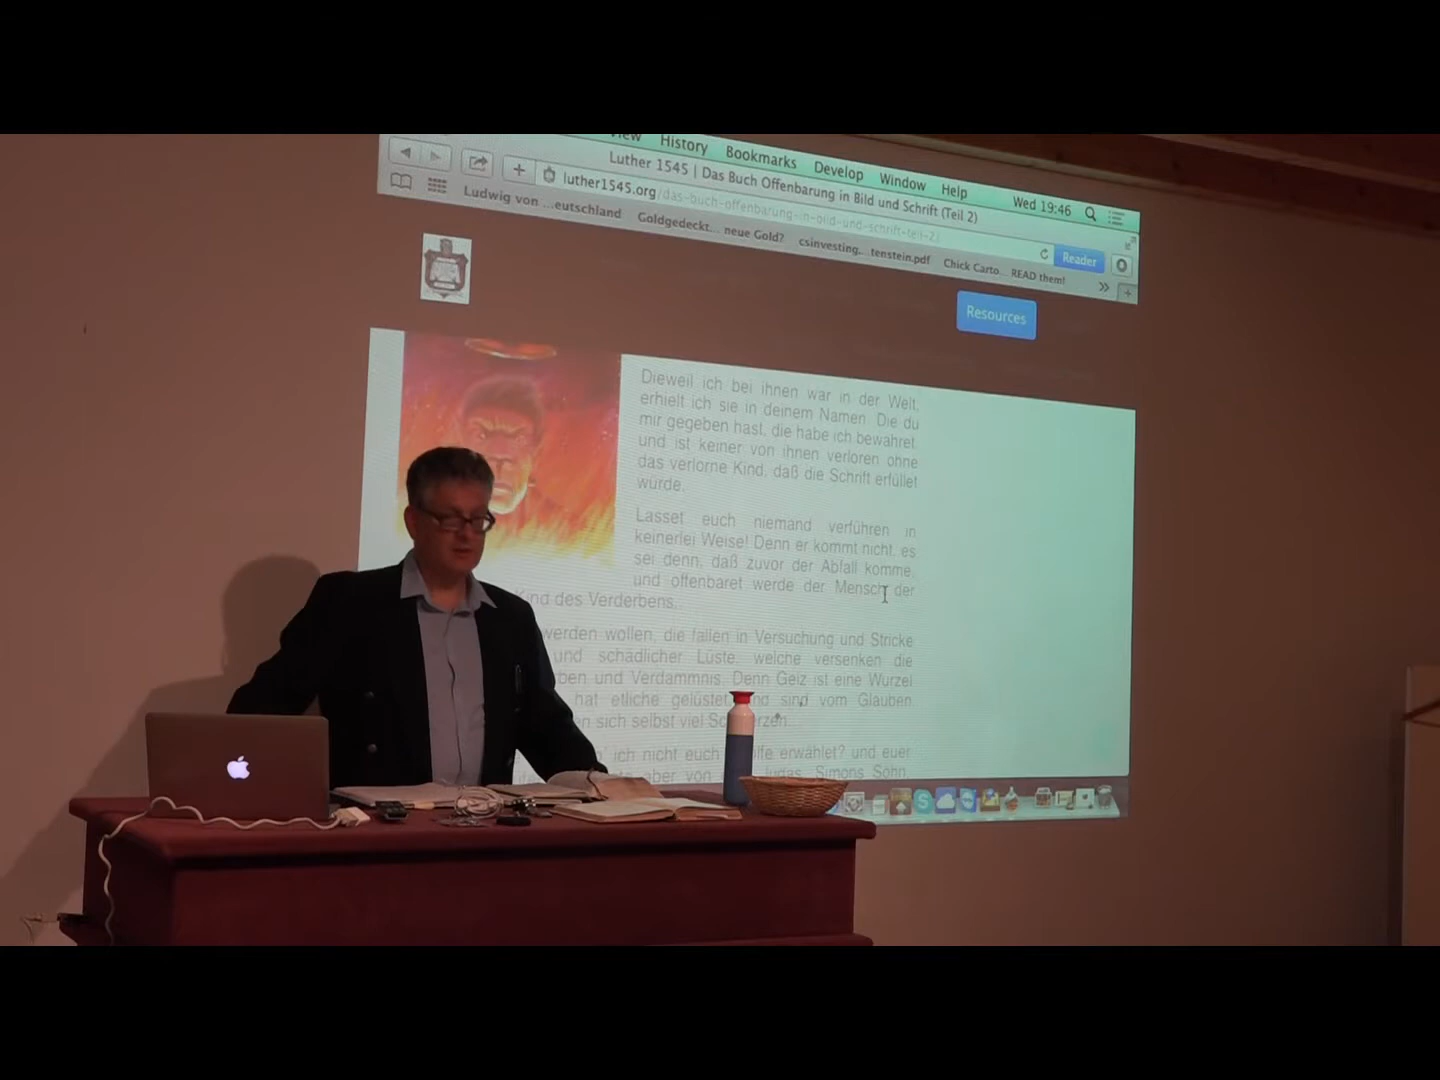 View History Bookmarks Develop Window Help
Wed 19:46
Luther 1545 | Das Buch Offenbarung in Bild und Schrift (Teil 2)
luther1545.org/das-buch-offenbarung-in-bild-und-schrift-teil-2/
Reader
Ludwig von ...eutschland Goldgedeckt... neue Gold? csinvesting... tenstein.pdf Chick Carto... READ them!
Resources
Dieweil ich bei ihnen war in der Welt,
erhielt ich sie in deinem Namen. Die du
mir gegeben hast, die habe ich bewahret,
und ist keiner von ihnen verloren ohne
das verlorne Kind, daß die Schrift erfüllet
würde.
Lasset euch niemand verführen in
keinerlei Weise! Denn er kommt nicht, es
sei denn, daß zuvor der Abfall komme,
und offenbaret werde der Mensch der
Kind des Verderbens.
werden wollen, die fallen in Versuchung und Stricke
und schädlicher Lüste, welche versenken die
ben und Verdammnis. Denn Geiz ist eine Wurzel
hat etliche gelüstet und sind vom Glauben
en sich selbst viel Schmerzen.
ich nicht euch erwählet? und euer
aber von Judas, Simons Sohn,